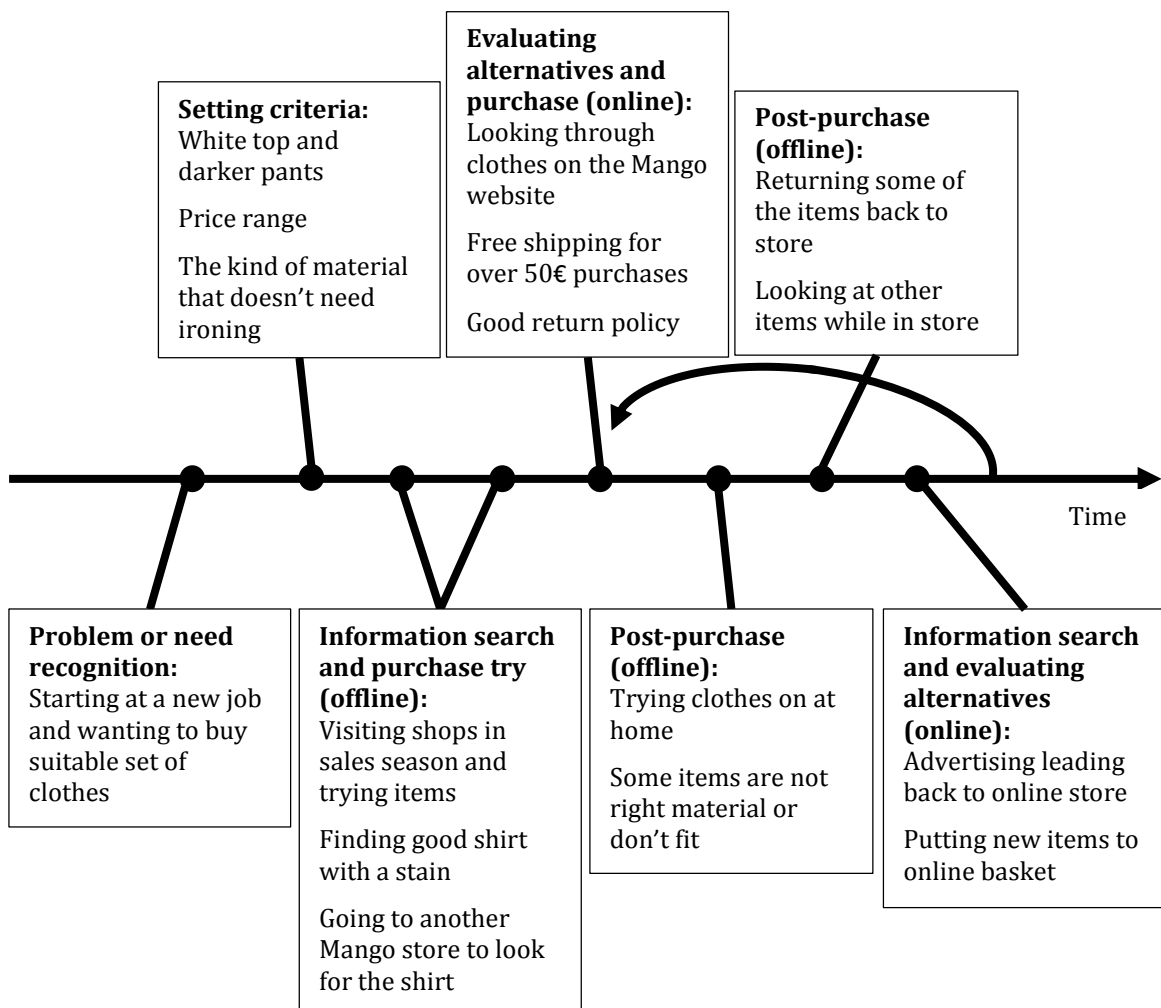 Setting criteria:
White top and
darker pants
Price range
The kind of material
that doesn’t need
ironing
Evaluating
alternatives and
purchase (online):
Looking through
clothes on the Mango
website
Free shipping for
over 50€ purchases
Good return policy
Post-purchase
(offline):
Returning some of
the items back to
store
Looking at other
items while in store
Time
Problem or need
recognition:
Starting at a new job
and wanting to buy
suitable set of
clothes
Information search
and purchase try
(offline):
Visiting shops in
sales season and
trying items
Finding good shirt
with a stain
Going to another
Mango store to look
for the shirt
Post-purchase
(offline):
Trying clothes on at
home
Some items are not
right material or
don’t fit
Information search
and evaluating
alternatives
(online):
Advertising leading
back to online store
Putting new items to
online basket